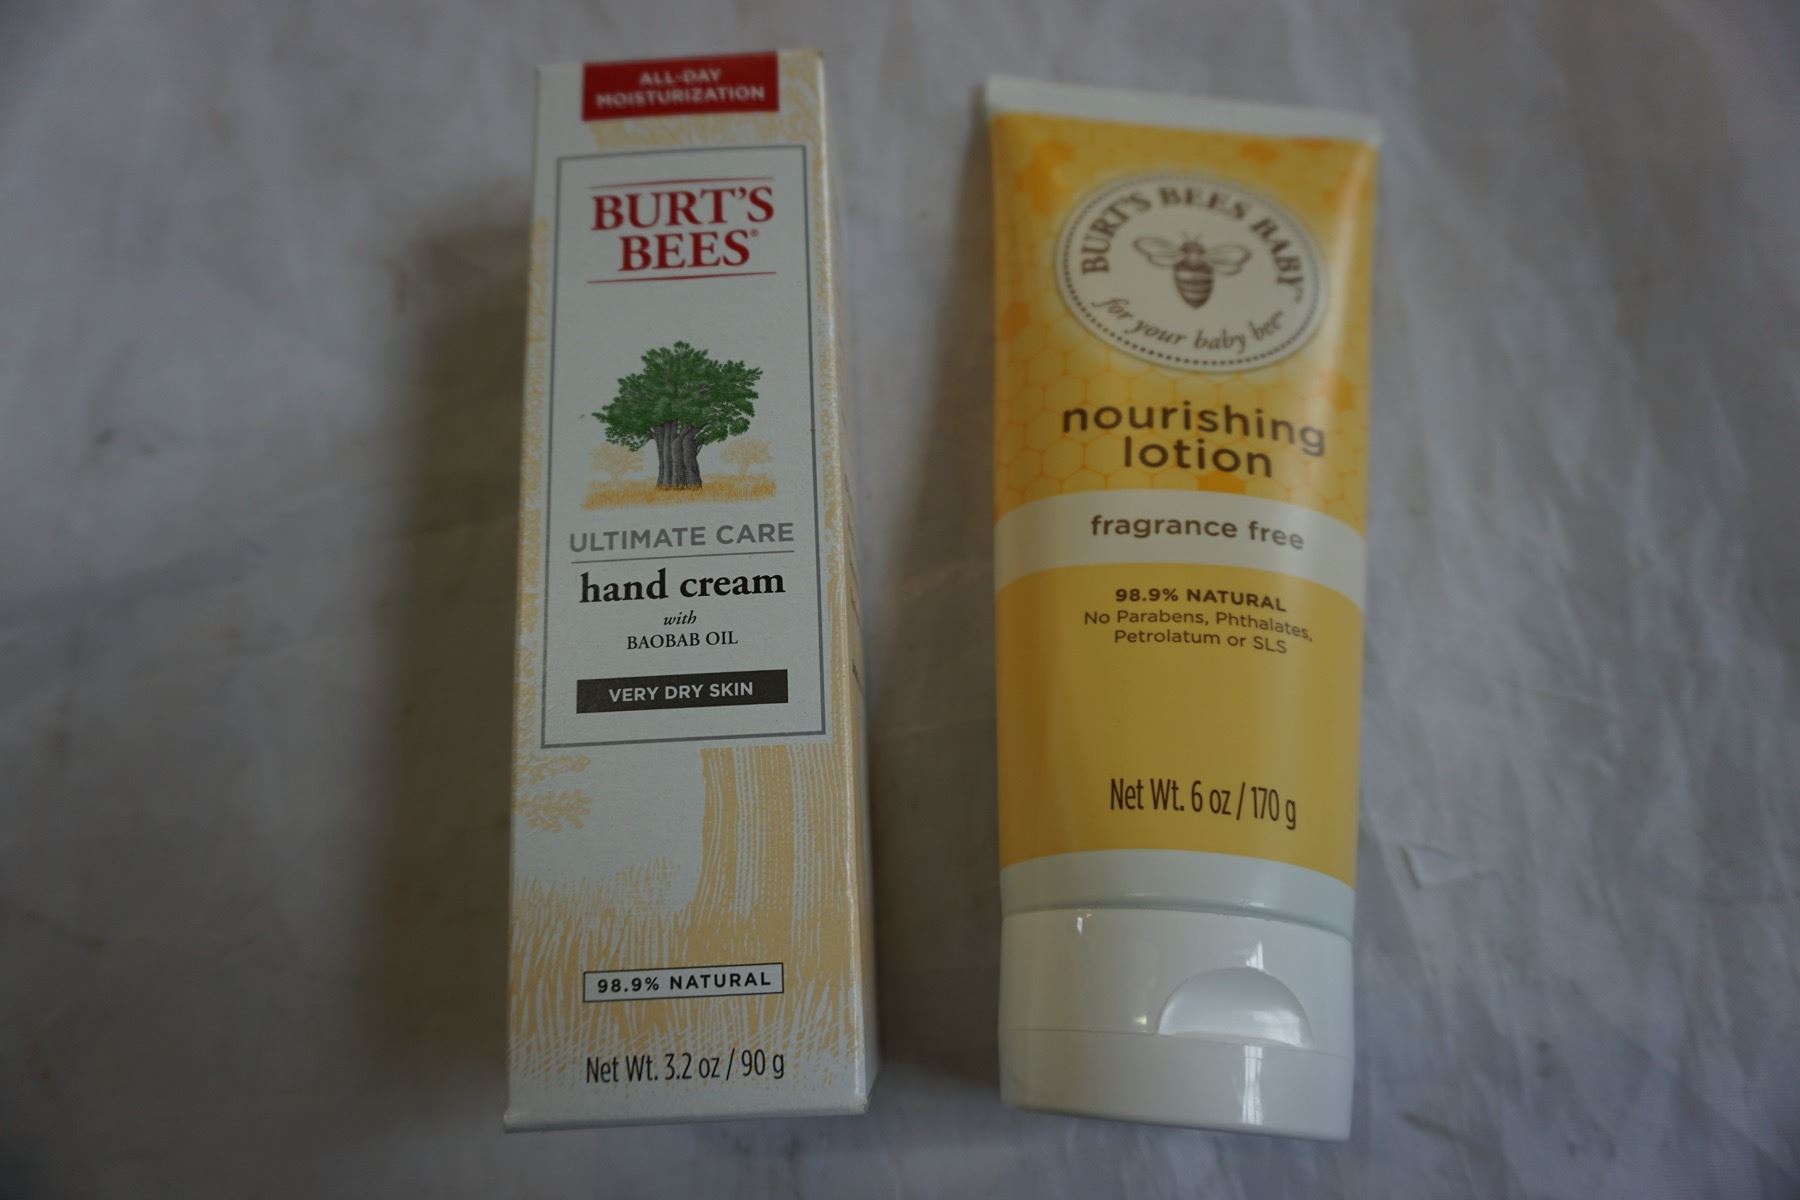 ALL-DAY
MOISTURIZATION
BURT'S
BEES®
ULTIMATE CARE
hand cream
with
BAOBAB OIL
VERY DRY SKIN
98.9% NATURAL
Net Wt. 3.2 oz / 90 g
BURT'S BEES BABY™
for your baby bee™
nourishing
lotion
fragrance free
98.9% NATURAL
No Parabens, Phthalates,
Petrolatum or SLS
Net Wt. 6 oz / 170 g